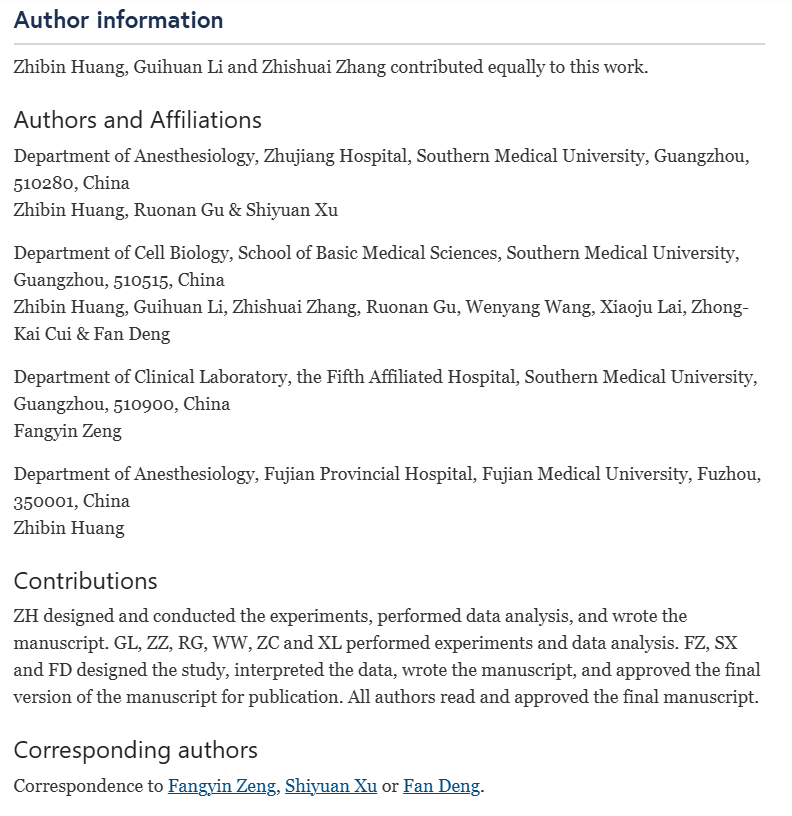 Author information
Zhibin Huang, Guihuan Li and Zhishuai Zhang contributed equally to this work.
Authors and Affiliations
Department of Anesthesiology, Zhujiang Hospital, Southern Medical University, Guangzhou,
510280, China
Zhibin Huang, Ruonan Gu & Shiyuan Xu
Department of Cell Biology, School of Basic Medical Sciences, Southern Medical University,
Guangzhou, 510515, China
Zhibin Huang, Guihuan Li, Zhishuai Zhang, Ruonan Gu, Wenyang Wang, Xiaoju Lai, Zhong-
Kai Cui & Fan Deng
Department of Clinical Laboratory, the Fifth Affiliated Hospital, Southern Medical University,
Guangzhou, 510900, China
Fangyin Zeng
Department of Anesthesiology, Fujian Provincial Hospital, Fujian Medical University, Fuzhou,
350001, China
Zhibin Huang
Contributions
ZH designed and conducted the experiments, performed data analysis, and wrote the
manuscript. GL, ZZ, RG, WW, ZC and XL performed experiments and data analysis. FZ, SX
and FD designed the study, interpreted the data, wrote the manuscript, and approved the final
version of the manuscript for publication. All authors read and approved the final manuscript.
Corresponding authors
Correspondence to Fangyin Zeng, Shiyuan Xu or Fan Deng.